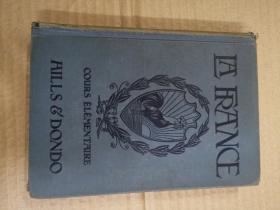 LA FRANCE
COURS ÉLÉMENTAIRE
HILLS & DONDO